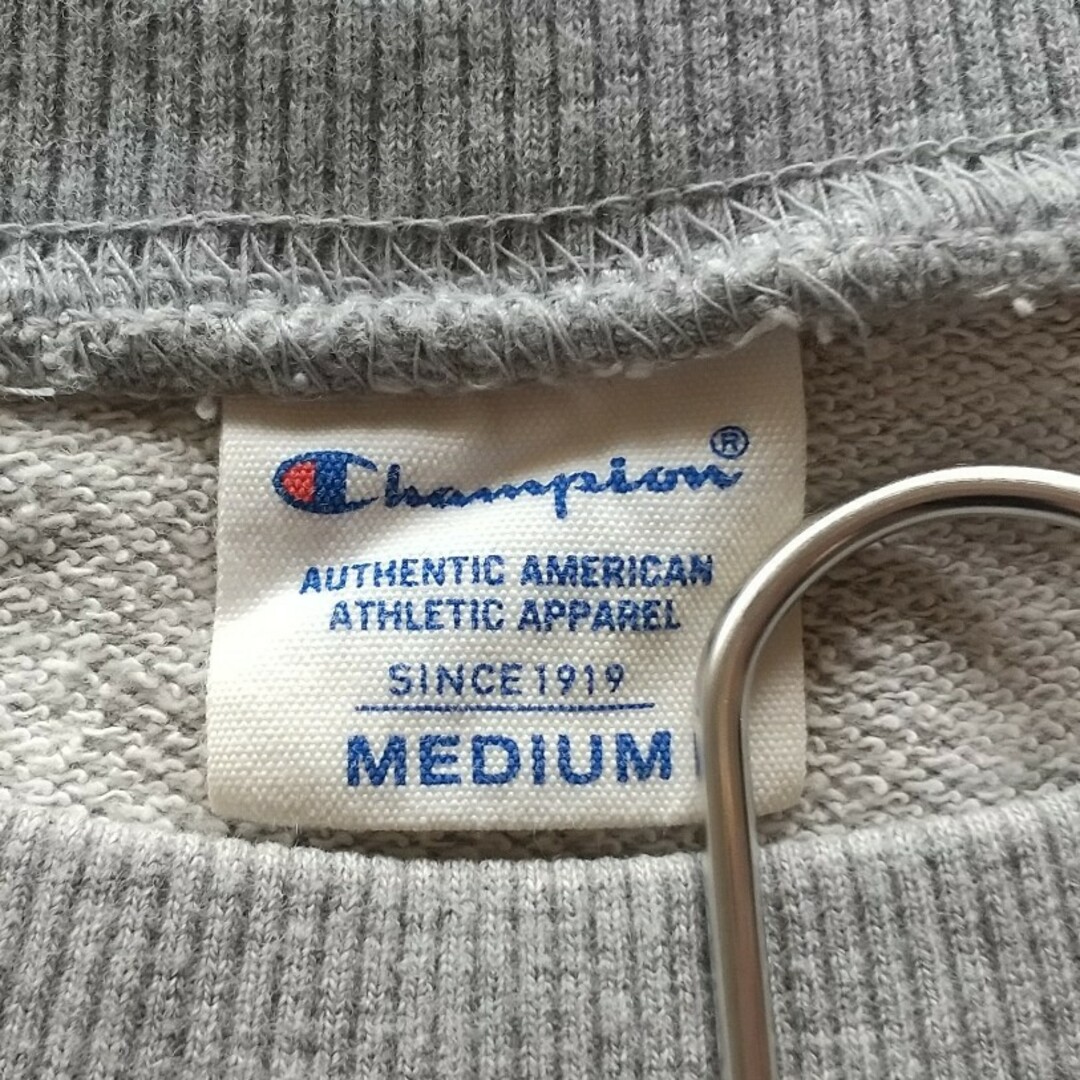 Champion®
AUTHENTIC AMERICAN
ATHLETIC APPAREL
SINCE 1919
MEDIUM